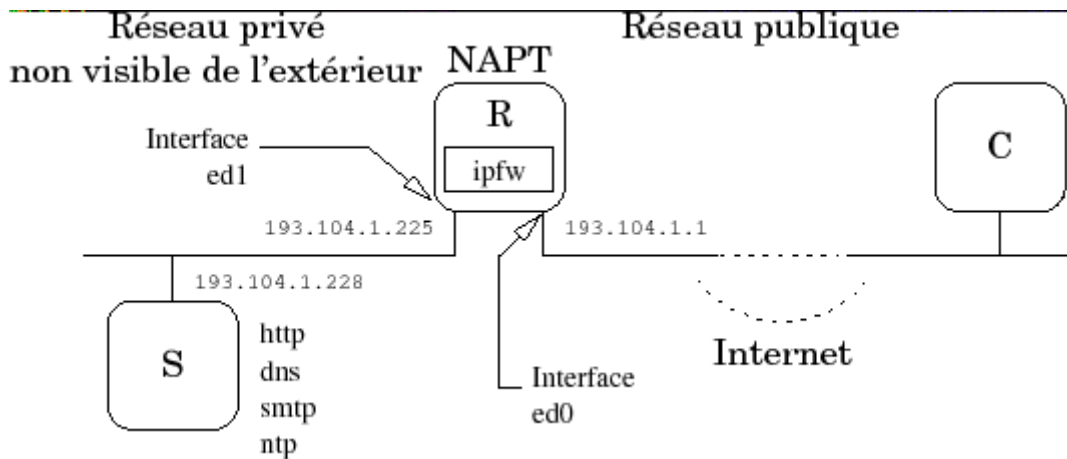 Réseau privé
non visible de l'extérieur
NAPT
Réseau publique
R
ipfw
C
Interface
ed1
193.104.1.225
193.104.1.1
193.104.1.228
S
http
dns
smtp
ntp
Internet
Interface
ed0